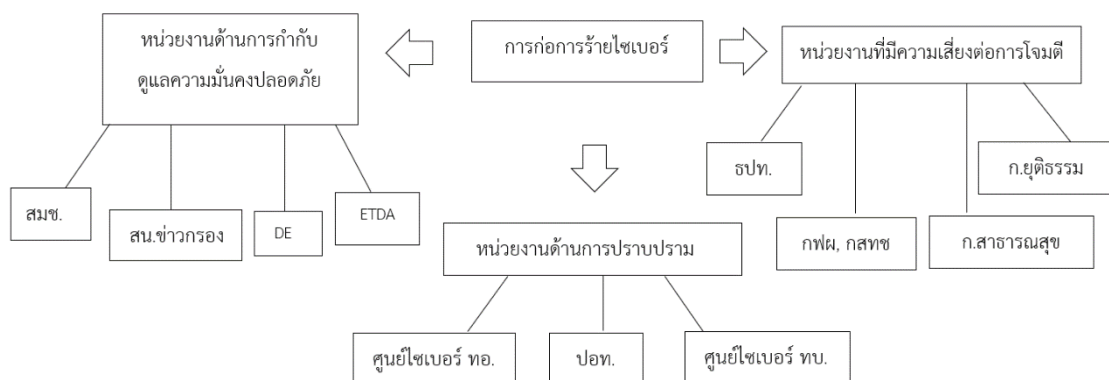 การก่อการร้ายไซเบอร์
หน่วยงานด้านการกำกับ
ดูแลความมั่นคงปลอดภัย
สมช.
สน.ข่าวกรอง
DE
ETDA
หน่วยงานด้านการปราบปราม
ศูนย์ไซเบอร์ ทอ.
ปอท.
ศูนย์ไซเบอร์ ทบ.
หน่วยงานที่มีความเสี่ยงต่อการโจมตี
ธปท.
กฟผ, กสทช
ก.สาธารณสุข
ก.ยุติธรรม